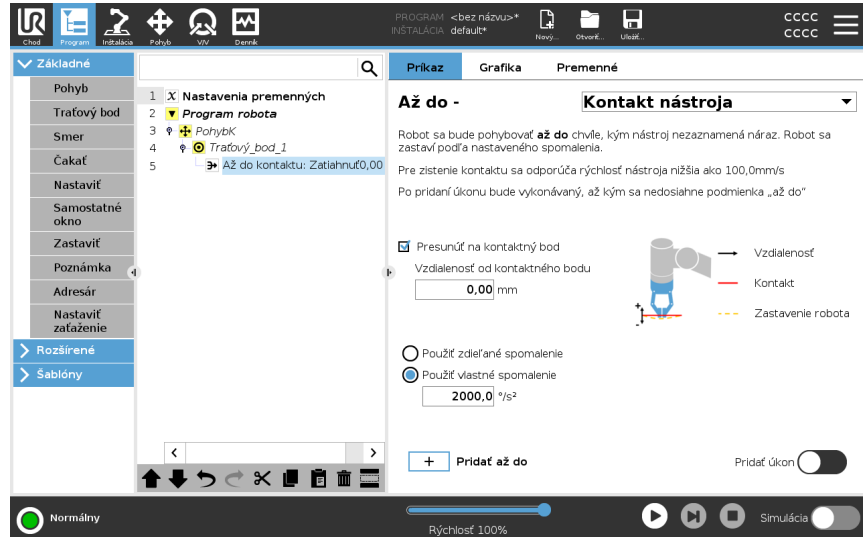 UR
Chod
Program
Inštalácia
Pohyb
V/V
Denník
PROGRAM <bez názvu>*
INŠTALÁCIA default*
Nový...
Otvoriť...
Uložiť...
cccc
cccc
Základné
Pohyb
Traťový bod
Smer
Čakať
Nastaviť
Samostatné
okno
Zastaviť
Poznámka
Adresár
Nastaviť
zaťaženie
Rozšírené
Šablóny
1 X Nastavenia premenných
2 Program robota
3 PohybK
4 Traťový_bod_1
5 Až do kontaktu: Zatiahnuť0,00
Príkaz
Grafika
Premenné
Až do -
Kontakt nástroja
Robot sa bude pohybovať až do chvíle, kým nástroj nezaznamená náraz. Robot sa
zastaví podľa nastaveného spomalenia.
Pre zistenie kontaktu sa odporúča rýchlosť nástroja nižšia ako 100,0mm/s
Po pridaní úkonu bude vykonávaný, až kým sa nedosiahne podmienka „až do“
Presunúť na kontaktný bod
Vzdialenosť od kontaktného bodu
0,00 mm
+
-
Vzdialenosť
Kontakt
Zastavenie robota
Použiť zdieľané spomalenie
Použiť vlastné spomalenie
2000,0 °/s²
+ Pridať až do
Pridať úkon
Normálny
Rýchlosť 100%
Simulácia